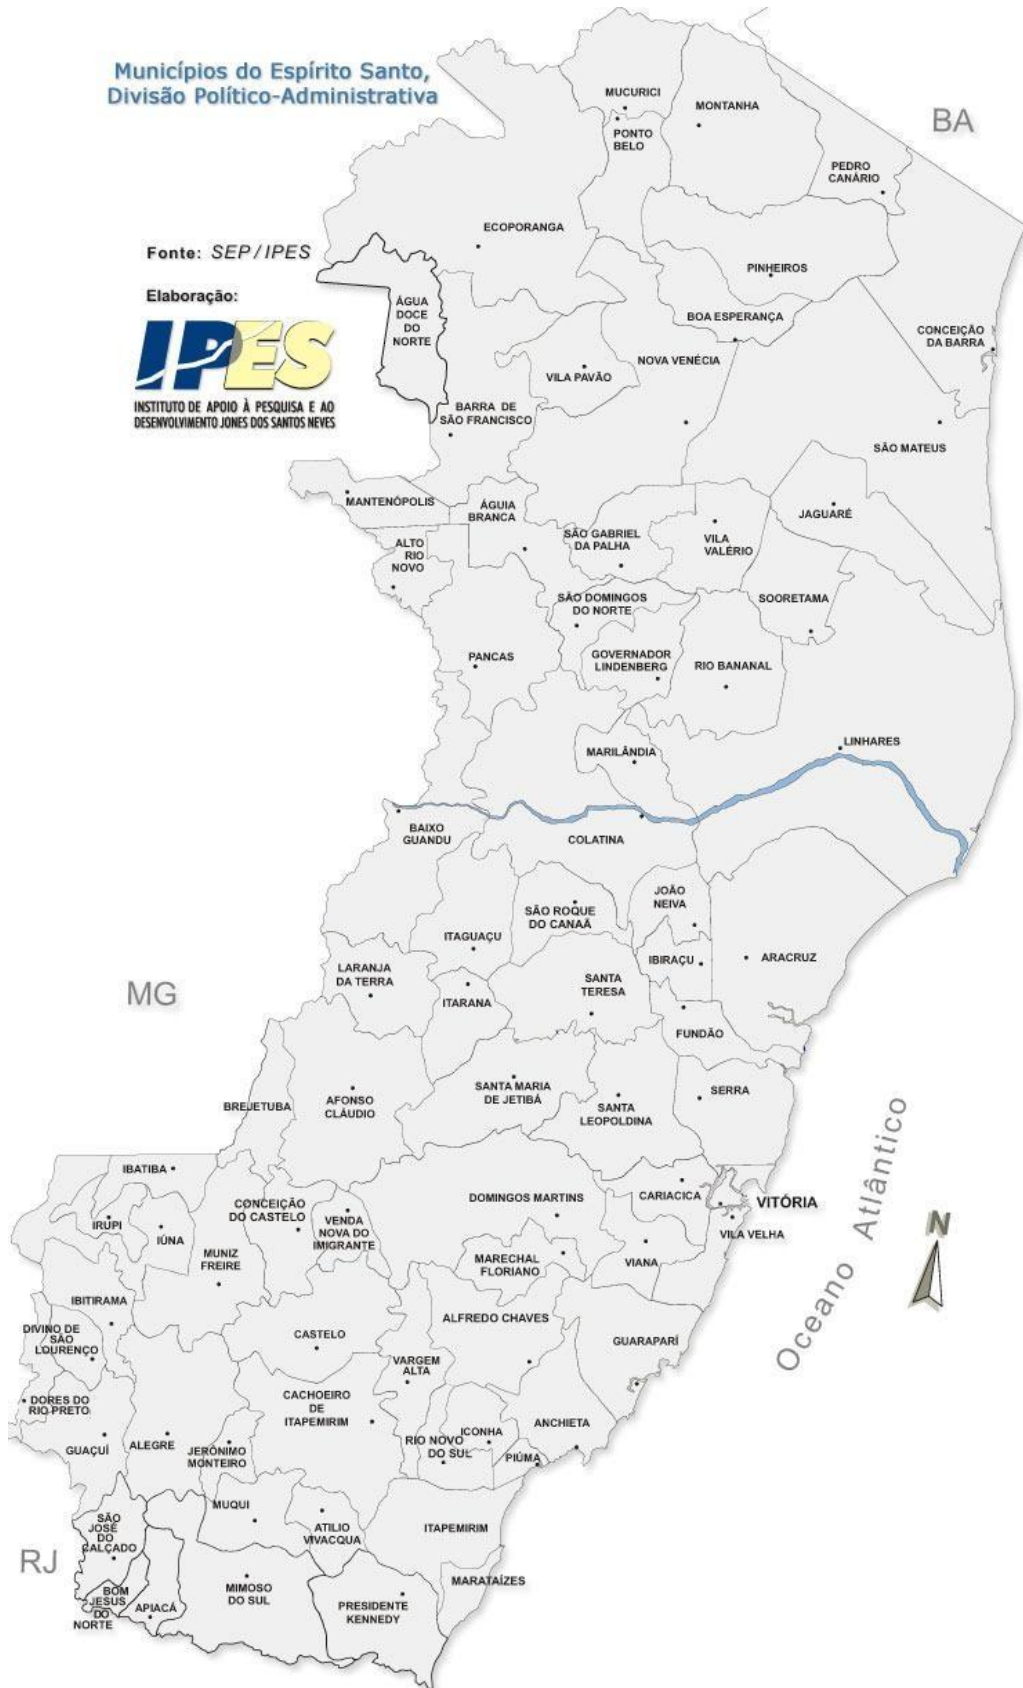 Municípios do Espírito Santo,
Divisão Político-Administrativa
BA
MUCURICI
MONTANHA
PONTO
BELO
PEDRO
CANÁRIO
ECOPORANGA
Fonte: SEP / IPES
PINHEIROS
Elaboração:
ÁGUA
DOCE
DO
NORTE
BOA ESPERANÇA
CONCEIÇÃO
DA BARRA
IPES
NOVA VENÉCIA
VILA PAVÃO
INSTITUTO DE APOIO À PESQUISA E AO
DESENVOLVIMENTO JONES DOS SANTOS NEVES
BARRA DE
SÃO FRANCISCO
SÃO MATEUS
MANTENÓPOLIS
ÁGUIA
BRANCA
JAGUARÉ
SÃO GABRIEL
DA PALHA
VILA
VALÉRIO
ALTO
RIO
NOVO
SÃO DOMINGOS
DO NORTE
SOORETAMA
PANCAS
GOVERNADOR
LINDENBERG
RIO BANANAL
MARILÂNDIA
LINHARES
BAIXO
GUANDU
COLATINA
JOÃO
NEIVA
SÃO ROQUE
DO CANAÃ
ITAGUAÇU
IBIRAÇU
ARACRUZ
LARANJA
DA TERRA
SANTA
TERESA
MG
ITARANA
FUNDÃO
SANTA MARIA
DE JETIBÁ
SERRA
AFONSO
CLÁUDIO
BREJETUBA
SANTA
LEOPOLDINA
Oceano Atlântico
IBATIBA
CONCEIÇÃO
DO CASTELO
DOMINGOS MARTINS
CARIACICA
VITÓRIA
IRUPI
IÚNA
VENDA
NOVA DO
IMIGRANTE
VILA VELHA
N
MUNIZ
FREIRE
MARECHAL
FLORIANO
VIANA
IBITIRAMA
ALFREDO CHAVES
DIVINO DE
SÃO
LOURENÇO
CASTELO
GUARAPARÍ
VARGEM
ALTA
DORES DO
RIO PRETO
CACHOEIRO
DE
ITAPEMIRIM
ANCHIETA
GUAÇUÍ
ALEGRE
JERÔNIMO
MONTEIRO
RIO NOVO
DO SUL
ICONHA
PIÚMA
MUQUI
SÃO
JOSÉ
DO
CALÇADO
ATILIO
VIVACQUA
ITAPEMIRIM
RJ
BOM
JESUS
DO
NORTE
APIACÁ
MIMOSO
DO SUL
MARATAÍZES
PRESIDENTE
KENNEDY